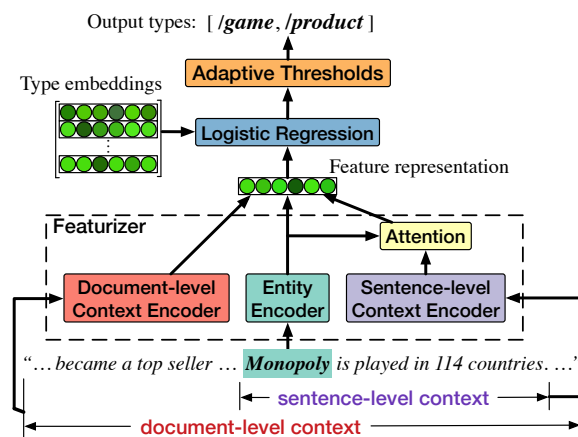 Output types: [ /game, /product ]
Adaptive Thresholds
Type embeddings
Logistic Regression
Feature representation
Featurizer
Attention
Document-level
Context Encoder
Entity
Encoder
Sentence-level
Context Encoder
“… became a top seller … Monopoly is played in 114 countries. …”
sentence-level context
document-level context